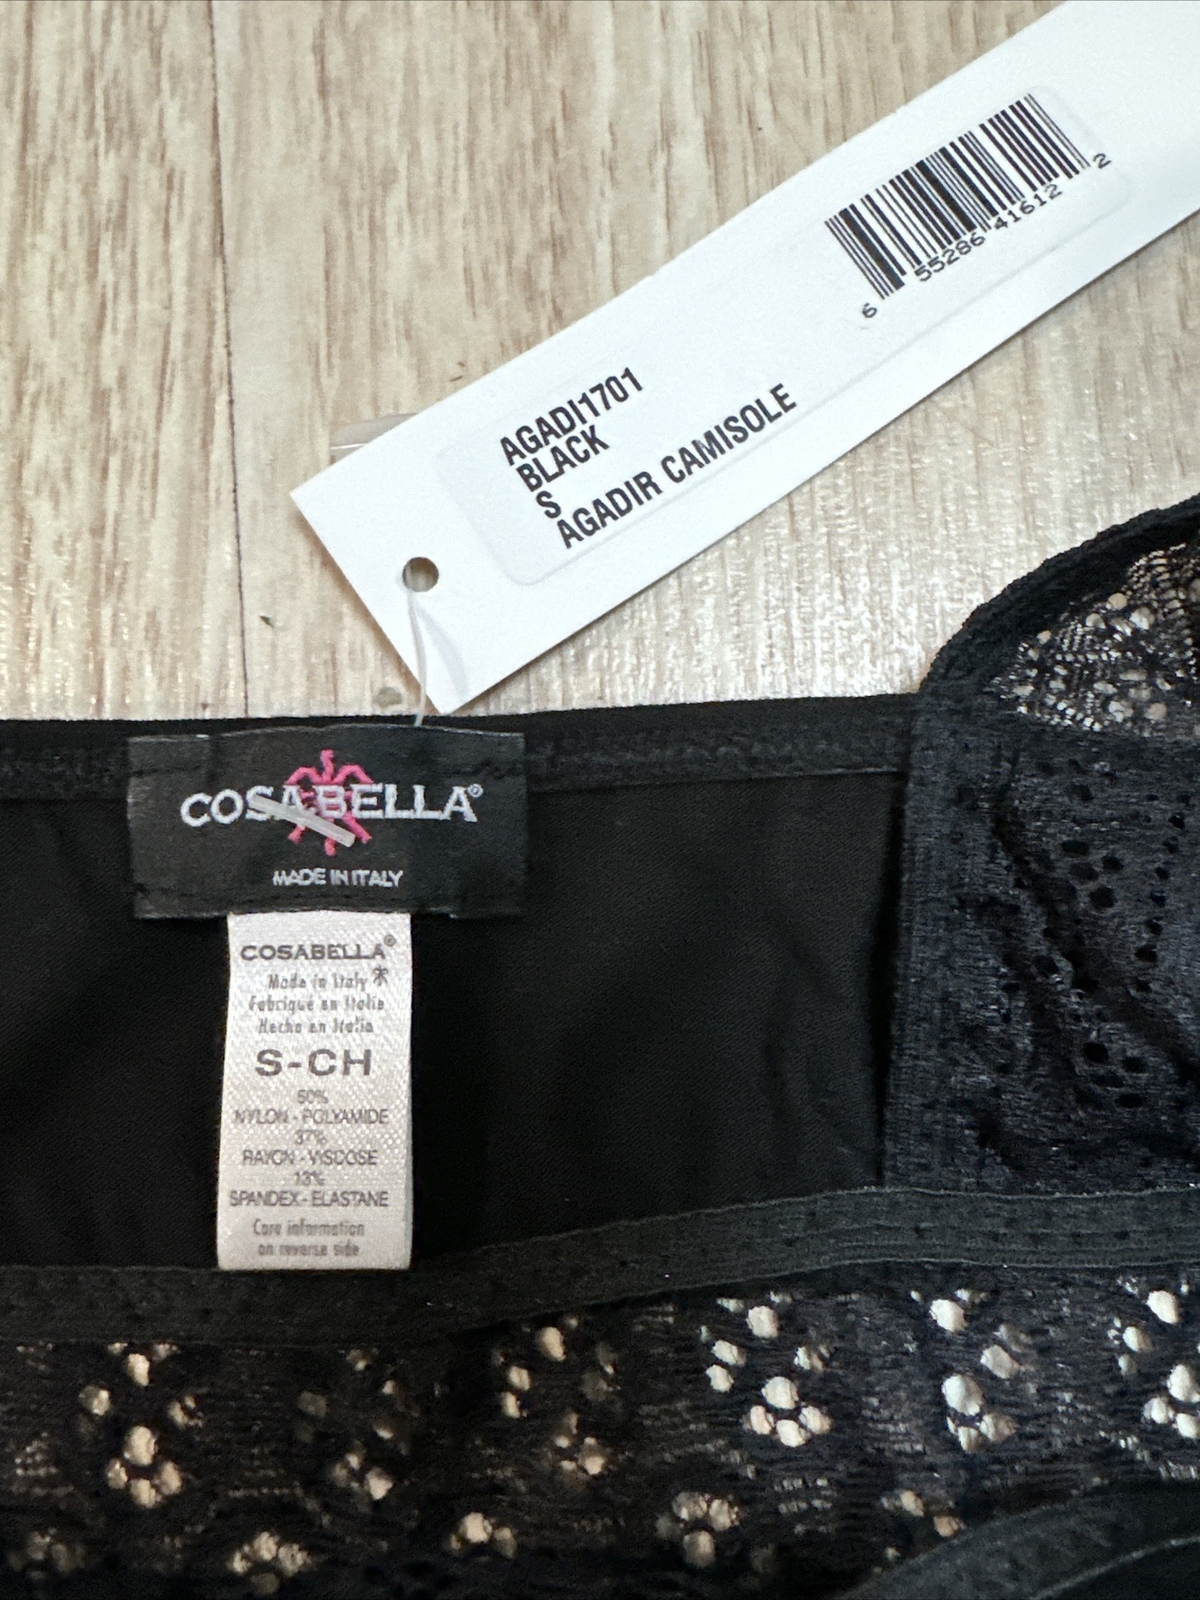 6 55286 41612 2
AGADI1701
BLACK
S
AGADIR CAMISOLE
COSABELLA®
MADE IN ITALY
COSABELLA®
Made in Italy
Fabriqué en Italie
Hecho en Italia
S-CH
50%
NYLON - POLYAMIDE
37%
RAYON - VISCOSE
13%
SPANDEX - ELASTANE
Care information
on reverse side